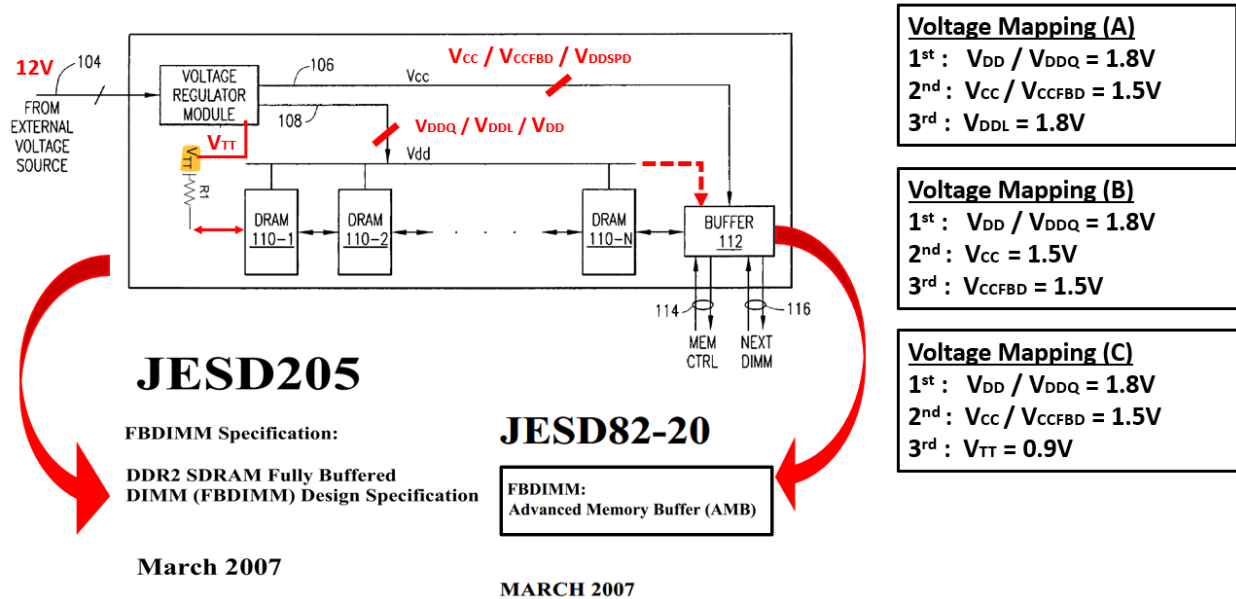 12V
104
FROM
EXTERNAL
VOLTAGE
SOURCE
VOLTAGE
REGULATOR
MODULE
106
108
Vcc
VCC / VCCFBD / VDDSPD
VDDQ / VDDL / VDD
Vdd
VTT
VTT
R1
DRAM
110-1
DRAM
110-2
. . . .
DRAM
110-N
BUFFER
112
114
116
MEM
CTRL
NEXT
DIMM
JESD205
FBDIMM Specification:
DDR2 SDRAM Fully Buffered
DIMM (FBDIMM) Design Specification
March 2007
JESD82-20
FBDIMM:
Advanced Memory Buffer (AMB)
MARCH 2007
Voltage Mapping (A)
1st : VDD / VDDQ = 1.8V
2nd : VCC / VCCFBD = 1.5V
3rd : VDDL = 1.8V
Voltage Mapping (B)
1st : VDD / VDDQ = 1.8V
2nd : VCC = 1.5V
3rd : VCCFBD = 1.5V
Voltage Mapping (C)
1st : VDD / VDDQ = 1.8V
2nd : VCC / VCCFBD = 1.5V
3rd : VTT = 0.9V